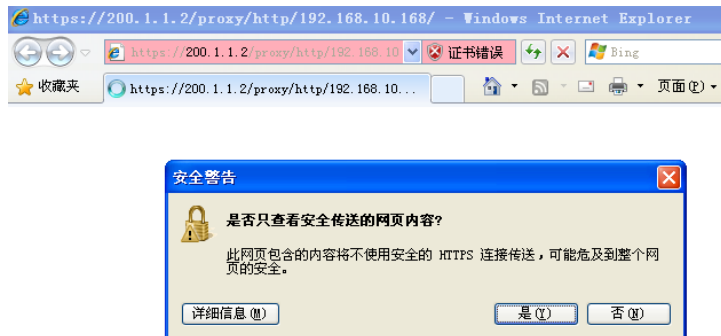 https://200.1.1.2/proxy/http/192.168.10.168/ - Windows Internet Explorer
https://200.1.1.2/proxy/http/192.168.10 证书错误 Bing
收藏夹 https://200.1.1.2/proxy/http/192.168.10... 页面(P)
安全警告
是否只查看安全传送的网页内容?
此网页包含的内容将不使用安全的 HTTPS 连接传送，可能危及到整个网
页的安全。
详细信息(M) 是(Y) 否(N)